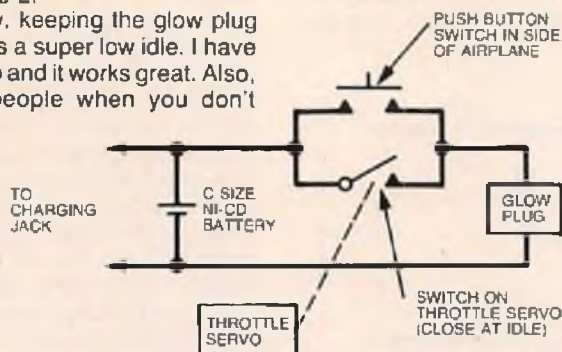 y, keeping the glow plug
s a super low idle. I have
and it works great. Also,
people when you don't
PUSH BUTTON
SWITCH IN SIDE
OF AIRPLANE
TO
CHARGING
JACK
C SIZE
NI-CD
BATTERY
GLOW
PLUG
SWITCH ON
THROTTLE SERVO
(CLOSE AT IDLE)
THROTTLE
SERVO